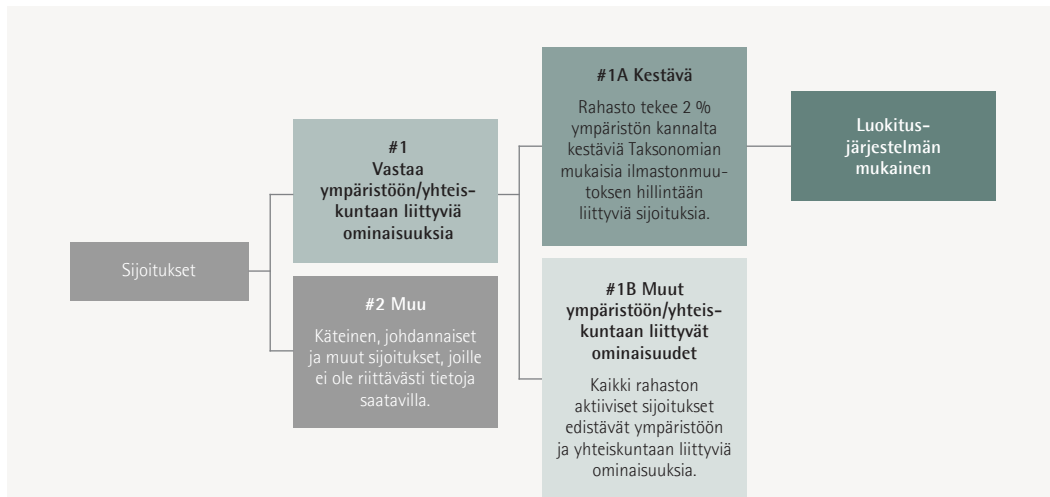 Sijoitukset
#1
Vastaa
ympäristöön/yhteis-
kuntaan liittyviä
ominaisuuksia
#2 Muu
Käteinen, johdannaiset
ja muut sijoitukset, joille
ei ole riittävästi tietoja
saatavilla.
#1A Kestävä
Rahasto tekee 2 %
ympäristön kannalta
kestäviä Taksonomian
mukaisia ilmastonmuu-
toksen hillintään
liittyviä sijoituksia.
#1B Muut
ympäristöön/yhteis-
kuntaan liittyvät
ominaisuudet
Kaikki rahaston
aktiiviset sijoitukset
edistävät ympäristöön
ja yhteiskuntaan liittyviä
ominaisuuksia.
Luokitus-
järjestelmän
mukainen